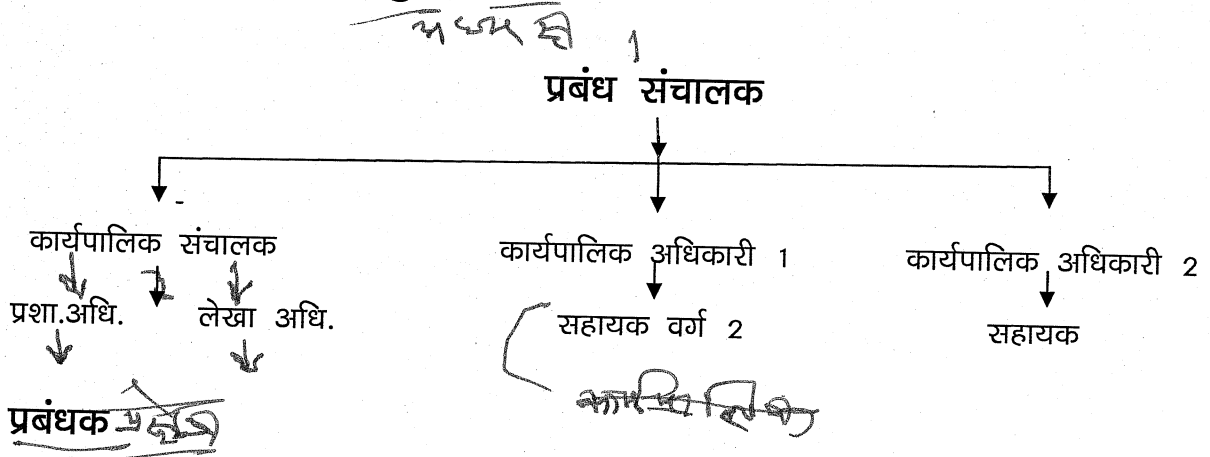 प्रबंध संचालक
कार्यपालिक संचालक कार्यपालिक अधिकारी 1 कार्यपालिक अधिकारी 2
प्रशा.अधि. लेखा अधि. सहायक वर्ग 2 सहायक
प्रबंधक